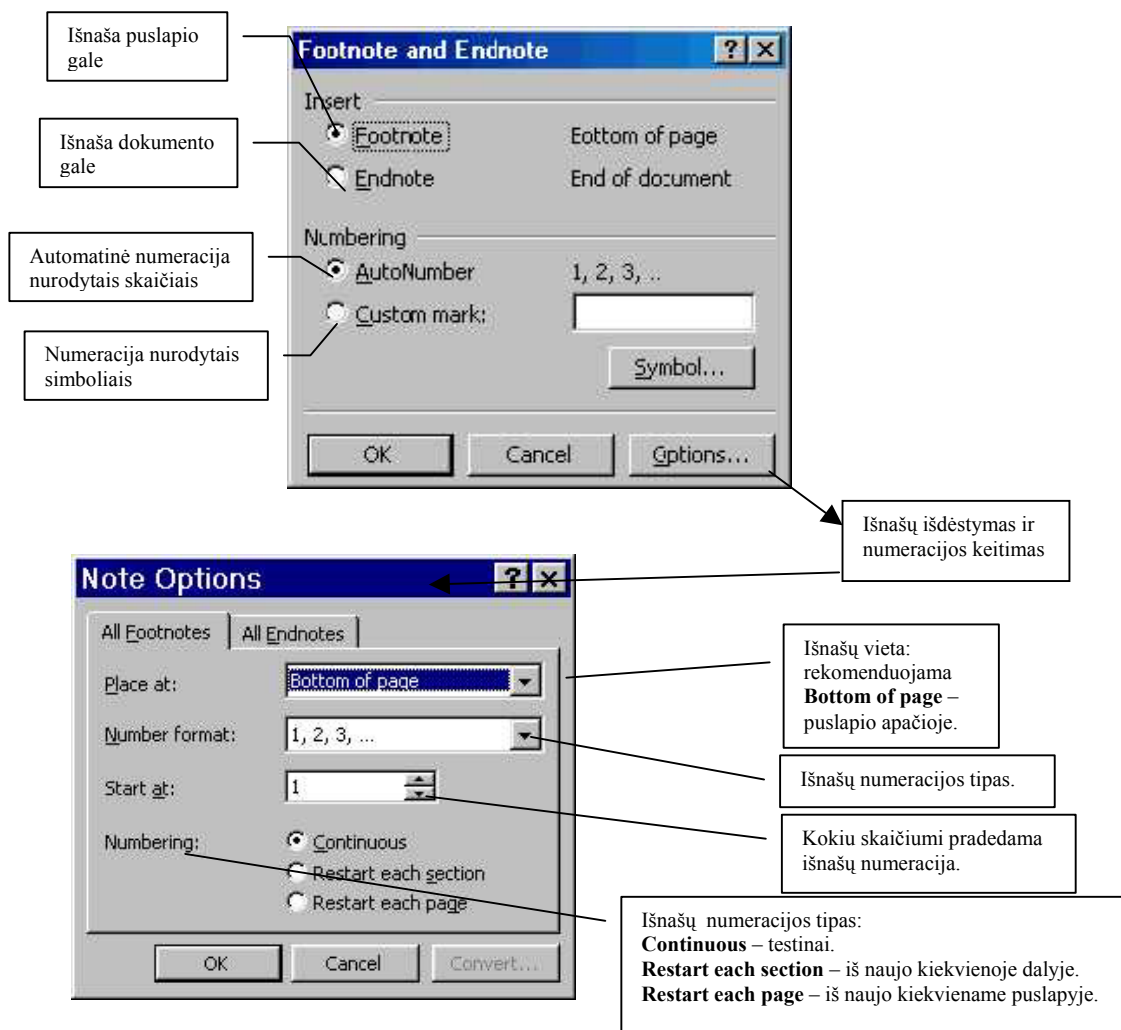 Išnaša puslapio
gale
Išnaša dokumento
gale
Automatinė numeracija
nurodytais skaičiais
Numeracija nurodytais
simboliais
Footnote and Endnote
Insert
Footnote Eottom of page
Endnote End of document
Numbering
AutoNumber 1, 2, 3, ..
Custom mark:
Symbol...
OK Cancel Options...
Išnašų išdėstymas ir
numeracijos keitimas
Note Options
All Footnotes All Endnotes
Place at: Bottom of page
Number format: 1, 2, 3, ...
Start at: 1
Numbering: Continuous
Restart each section
Restart each page
OK Cancel Convert...
Išnašų vieta:
rekomenduojama
Bottom of page –
puslapio apačioje.
Išnašų numeracijos tipas.
Kokiu skaičiumi pradedama
išnašų numeracija.
Išnašų numeracijos tipas:
Continuous – testinai.
Restart each section – iš naujo kiekvienoje dalyje.
Restart each page – iš naujo kiekviename puslapyje.